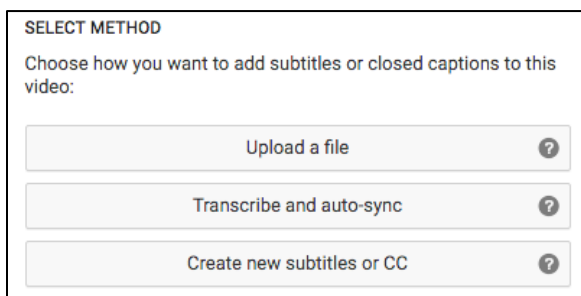 SELECT METHOD
Choose how you want to add subtitles or closed captions to this
video:
Upload a file ?
Transcribe and auto-sync ?
Create new subtitles or CC ?